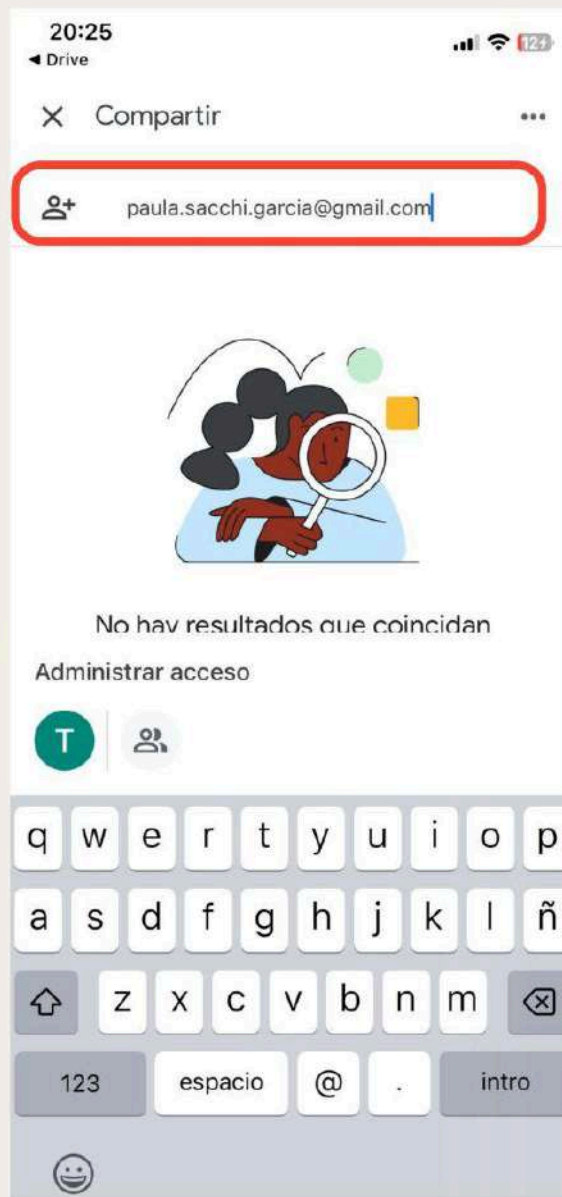 20:25
12
◀ Drive
× Compartir
paula.sacchi.garcia@gmail.com
No hay resultados que coincidan
Administrar acceso
T
q w e r t y u i o p
a s d f g h j k l ñ
z x c v b n m
123 espacio @ . intro